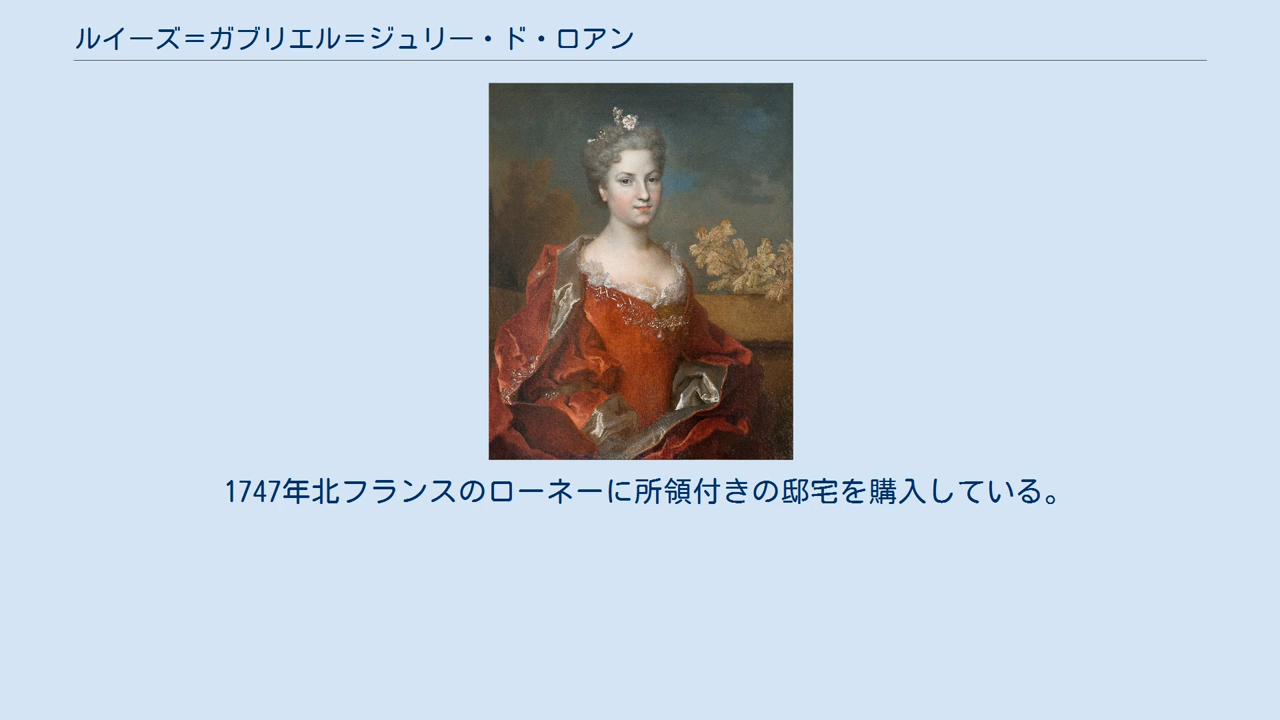 ルイーズ＝ガブリエル＝ジュリー・ド・ロアン
1747年北フランスのローネーに所領付きの邸宅を購入している。